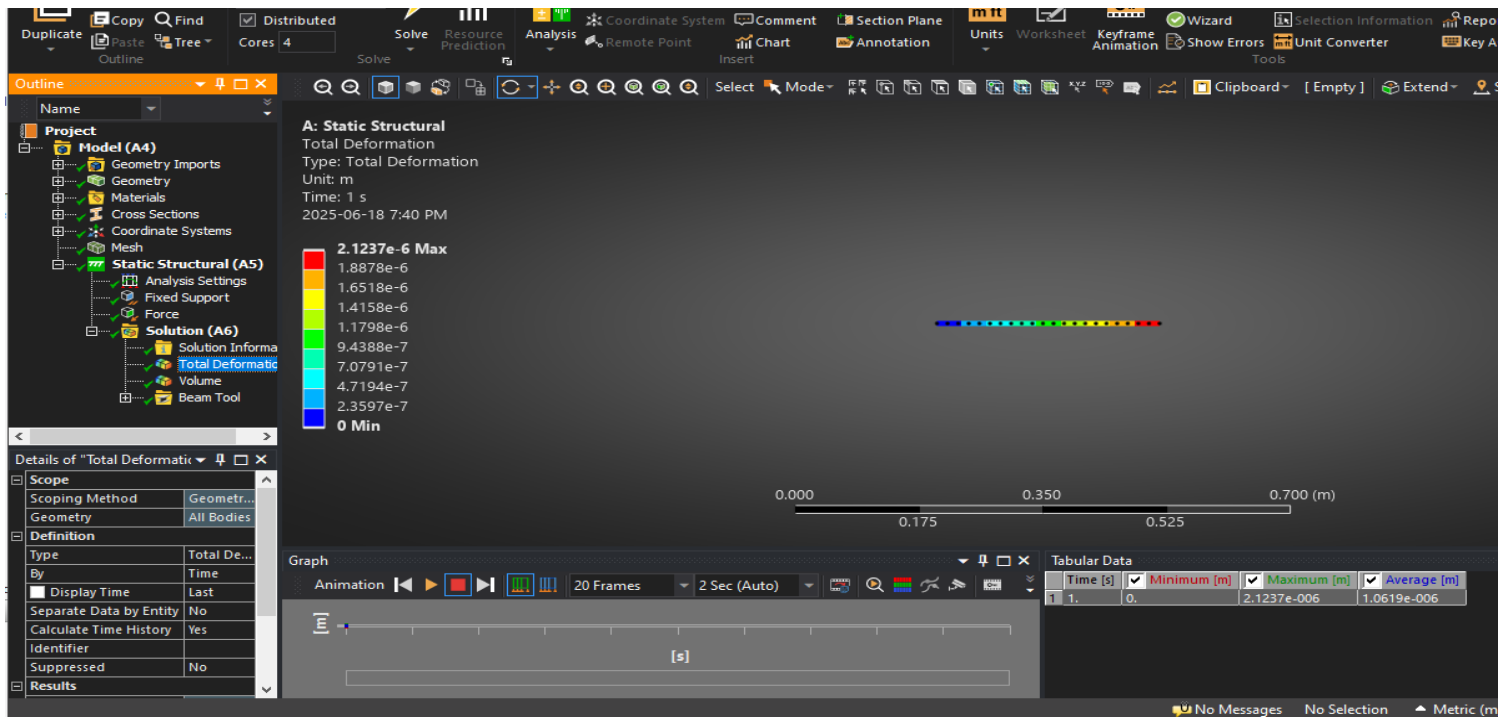 Duplicate
Copy
Find
Paste
Tree
Outline
Distributed
Cores 4
Solve
Resource Prediction
Solve
Analysis
Coordinate System
Remote Point
Comment
Chart
Section Plane
Annotation
Insert
Units
Worksheet
Keyframe Animation
Wizard
Show Errors
Selection Information
Unit Converter
Tools
Repo
Key A
Outline
Name
Select
Mode
Clipboard
[ Empty ]
Extend
Project
Model (A4)
Geometry Imports
Geometry
Materials
Cross Sections
Coordinate Systems
Mesh
Static Structural (A5)
Analysis Settings
Fixed Support
Force
Solution (A6)
Solution Informa
Total Deformatic
Volume
Beam Tool
A: Static Structural
Total Deformation
Type: Total Deformation
Unit: m
Time: 1 s
2025-06-18 7:40 PM
2.1237e-6 Max
1.8878e-6
1.6518e-6
1.4158e-6
1.1798e-6
9.4388e-7
7.0791e-7
4.7194e-7
2.3597e-7
0 Min
0.000 0.350 0.700 (m)
0.175 0.525
Details of "Total Deformatic
Scope
Scoping Method Geometr...
Geometry All Bodies
Definition
Type Total De...
By Time
Display Time Last
Separate Data by Entity No
Calculate Time History Yes
Identifier
Suppressed No
Results
Graph
Animation 20 Frames 2 Sec (Auto)
[m]
[s]
Tabular Data
Time [s] Minimum [m] Maximum [m] Average [m]
1 1. 0. 2.1237e-006 1.0619e-006
No Messages No Selection Metric (m